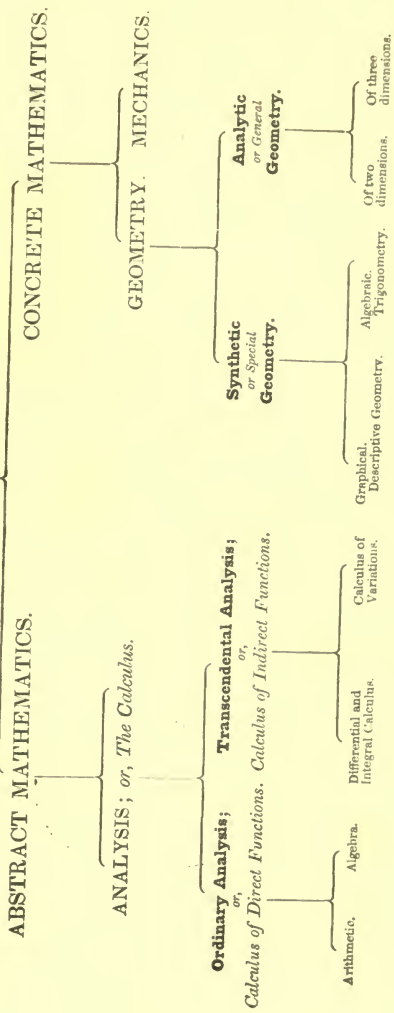 ABSTRACT MATHEMATICS.
CONCRETE MATHEMATICS.
ANALYSIS; or, The Calculus.
GEOMETRY. MECHANICS.
Ordinary Analysis;
or,
Calculus of Direct Functions.
Transcendental Analysis;
or,
Calculus of Indirect Functions.
Synthetic
or Special
Geometry.
Analytic
or General
Geometry.
Arithmetic. Algebra.
Differential and
Integral Calculus.
Calculus of
Variations.
Graphical.
Descriptive Geometry.
Algebraic.
Trigonometry.
Of two
dimensions.
Of three
dimensions.